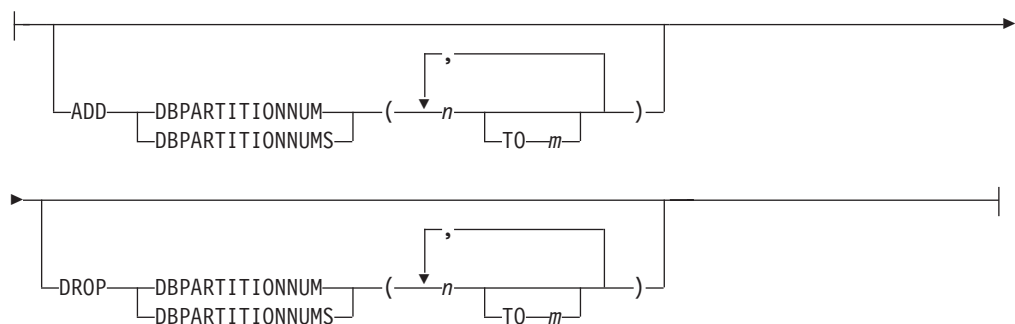 ,
ADD DBPARTITIONNUM ( n )
DBPARTITIONNUMS TO m
,
DROP DBPARTITIONNUM ( n )
DBPARTITIONNUMS TO m